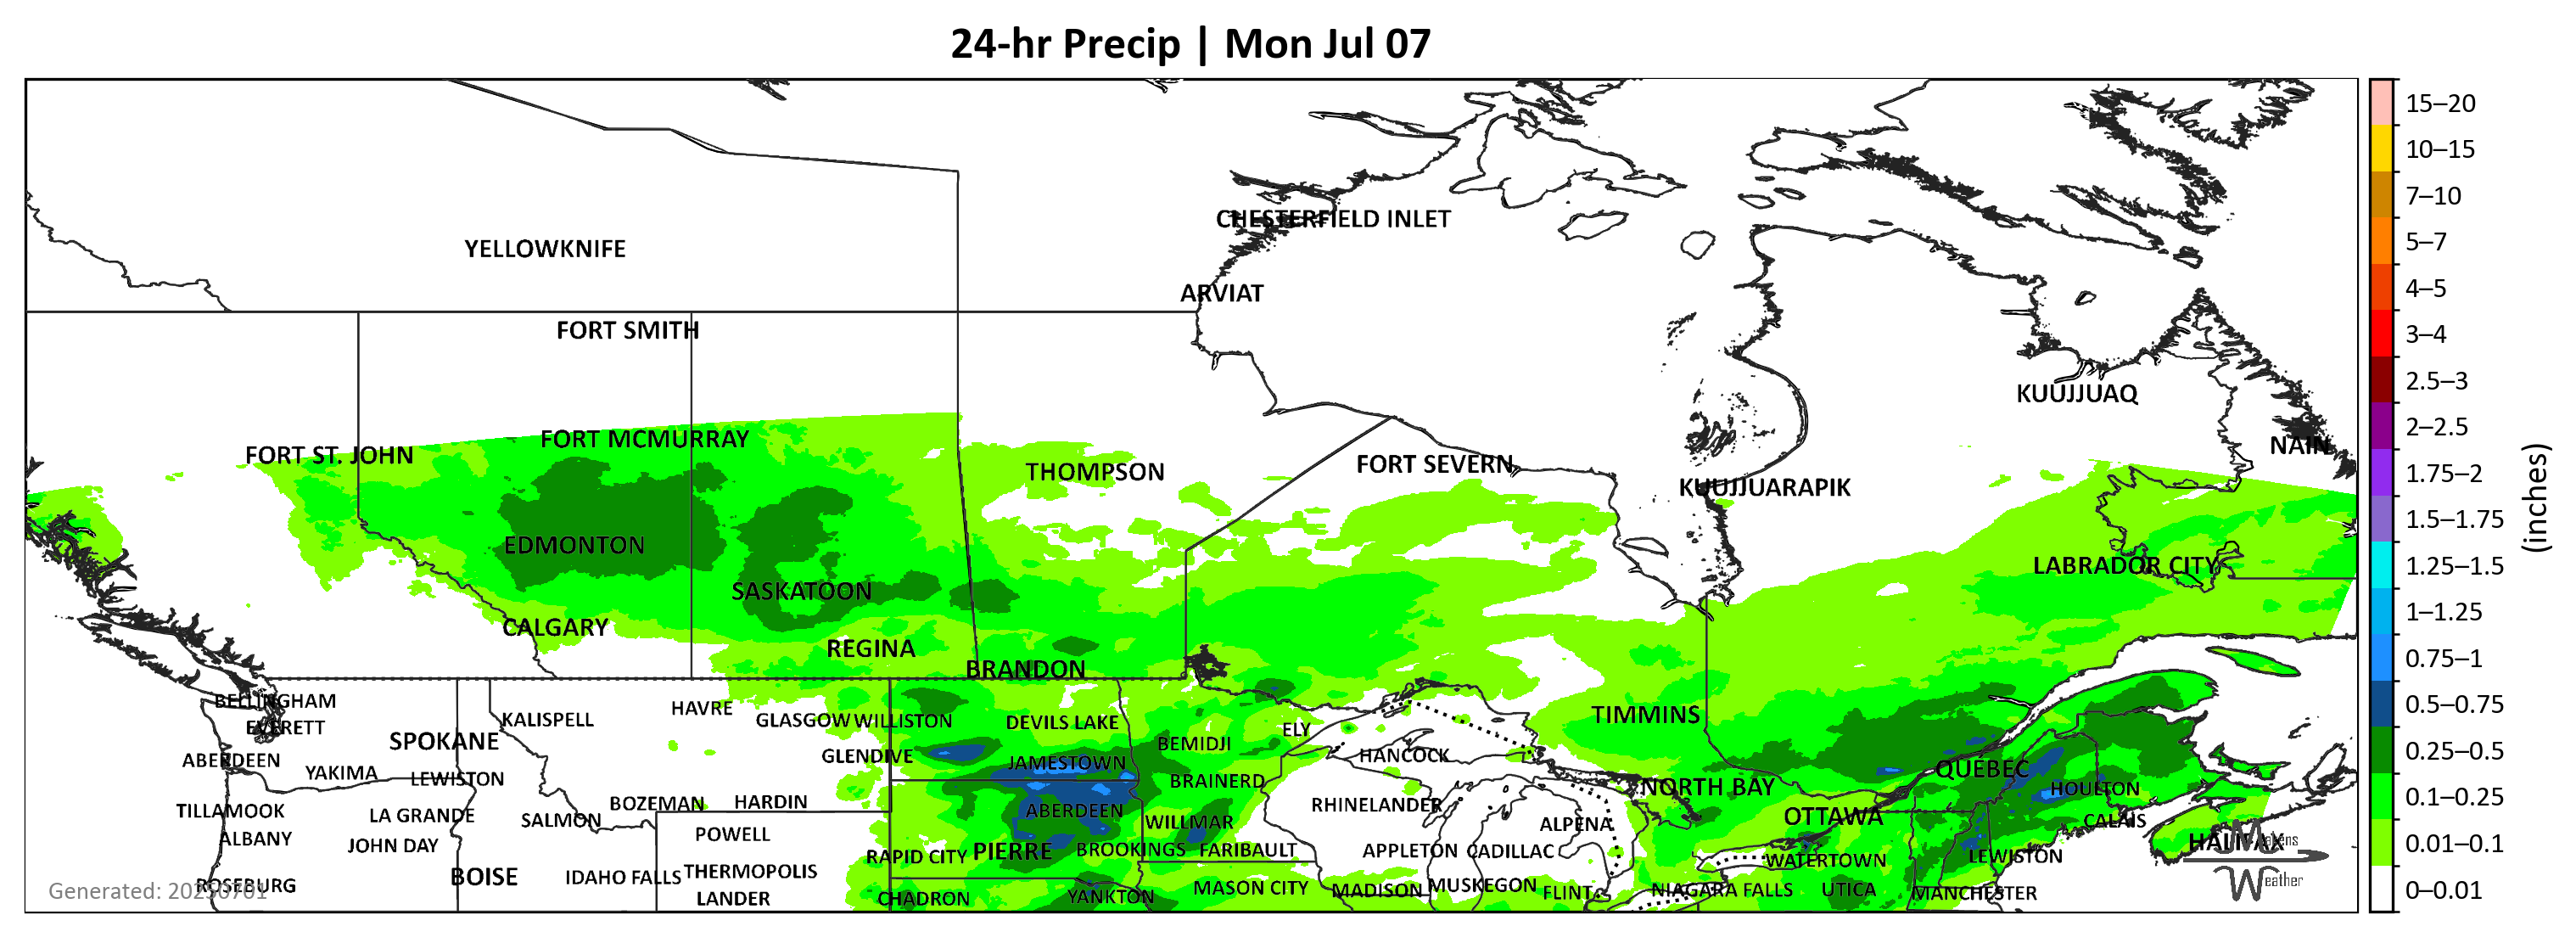 24-hr Precip | Mon Jul 07
15–20
10–15
7–10
5–7
4–5
3–4
2.5–3
2–2.5
1.75–2
1.5–1.75
1.25–1.5
1–1.25
0.75–1
0.5–0.75
0.25–0.5
0.1–0.25
0.01–0.1
0–0.01
(inches)
CHESTERFIELD INLET
YELLOWKNIFE
ARVIAT
FORT SMITH
KUUJJUAQ
FORT MCMURRAY
NAIN
FORT ST. JOHN
FORT SEVERN
THOMPSON
KUUJJUARAPIK
EDMONTON
LABRADOR CITY
SASKATOON
CALGARY
REGINA
BRANDON
BELLINGHAM
HAVRE
KALISPELL
GLASGOW WILLISTON
DEVILS LAKE
TIMMINS
EVERETT
ELY
SPOKANE
BEMIDJI
GLENDIVE
HANCOCK
ABERDEEN
JAMESTOWN
QUÉBEC
YAKIMA
LEWISTON
BRAINERD
NORTH BAY
HOULTON
BOZEMAN
HARDIN
RHINELANDER
TILLAMOOK
LA GRANDE
SALMON
ABERDEEN
WILLMAR
ALPENA
OTTAWA
CALAIS
ALBANY
JOHN DAY
POWELL
HALIFAX
Mavens
Weather
RAPID CITY
PIERRE
BROOKINGS
FARIBAULT
APPLETON
CADILLAC
WATERTOWN
LEWISTON
BOISE
IDAHO FALLS
THERMOPOLIS
ROSEBURG
Generated: 20250701
LANDER
CHADRON
YANKTON
MASON CITY
MADISON
MUSKEGON
FLINT
NIAGARA FALLS
UTICA
MANCHESTER